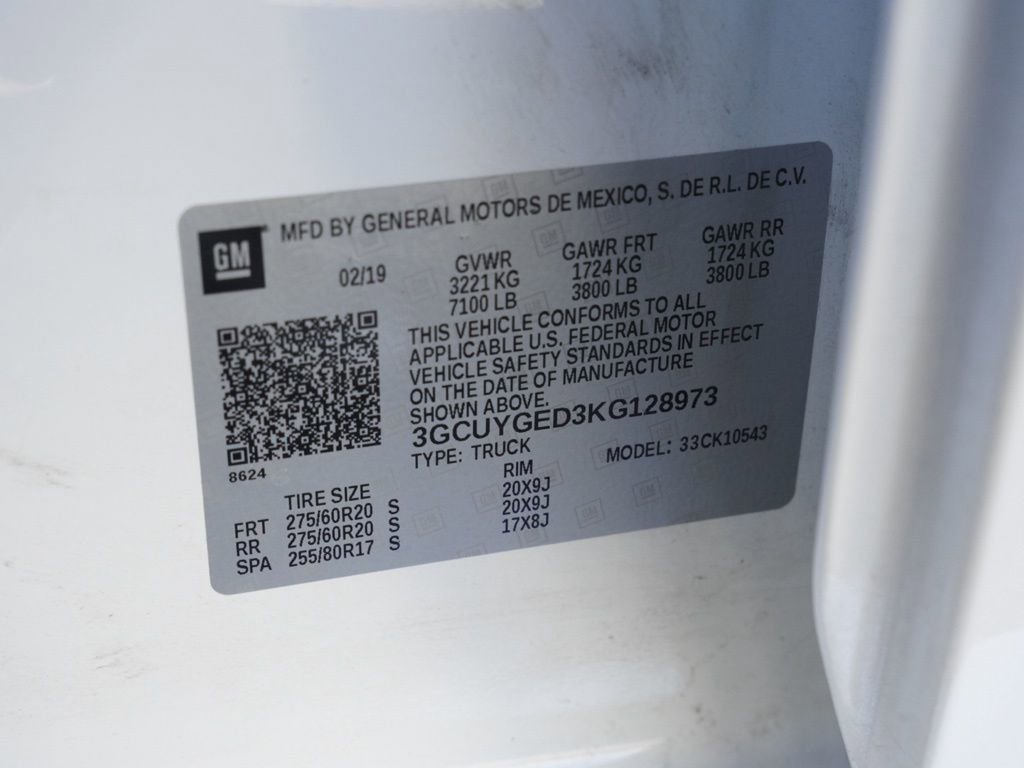 GM MFD BY GENERAL MOTORS DE MEXICO, S. DE R.L. DE C.V.
02/19 GVWR GAWR FRT GAWR RR
3221 KG 1724 KG 1724 KG
7100 LB 3800 LB 3800 LB
THIS VEHICLE CONFORMS TO ALL
APPLICABLE U.S. FEDERAL MOTOR
VEHICLE SAFETY STANDARDS IN EFFECT
ON THE DATE OF MANUFACTURE
SHOWN ABOVE.
3GCUYGED3KG128973
8624 TYPE: TRUCK MODEL: 33CK10543
TIRE SIZE RIM
FRT 275/60R20 S 20X9J
RR 275/60R20 S 20X9J
SPA 255/80R17 S 17X8J